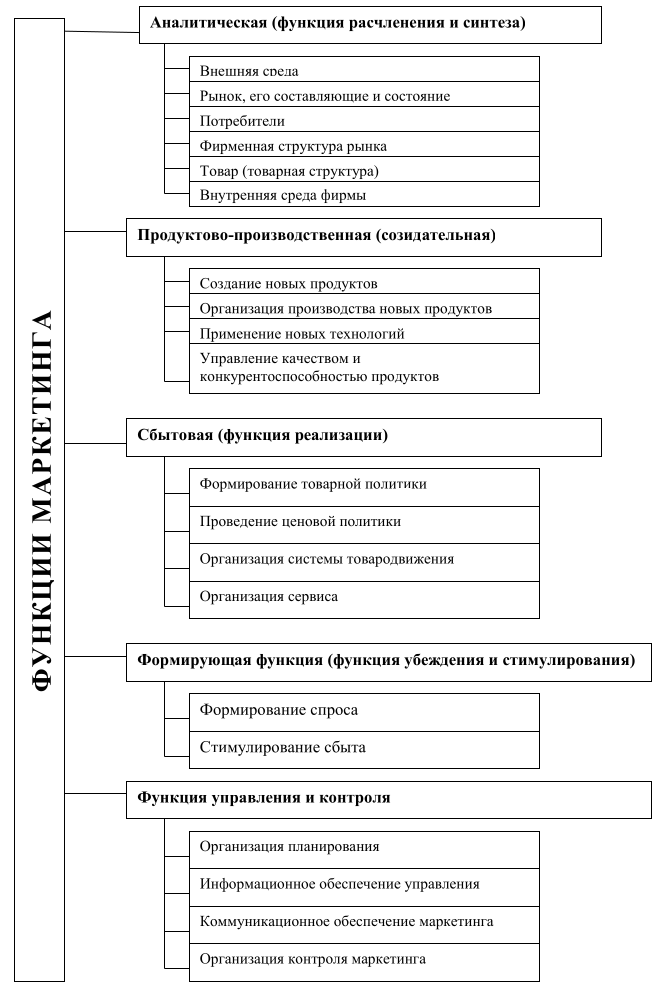 ФУНКЦИИ МАРКЕТИНГА
Аналитическая (функция расчленения и синтеза)
Внешняя среда
Рынок, его составляющие и состояние
Потребители
Фирменная структура рынка
Товар (товарная структура)
Внутренняя среда фирмы
Продуктово-производственная (созидательная)
Создание новых продуктов
Организация производства новых продуктов
Применение новых технологий
Управление качеством и
конкурентоспособностью продуктов
Сбытовая (функция реализации)
Формирование товарной политики
Проведение ценовой политики
Организация системы товародвижения
Организация сервиса
Формирующая функция (функция убеждения и стимулирования)
Формирование спроса
Стимулирование сбыта
Функция управления и контроля
Организация планирования
Информационное обеспечение управления
Коммуникационное обеспечение маркетинга
Организация контроля маркетинга